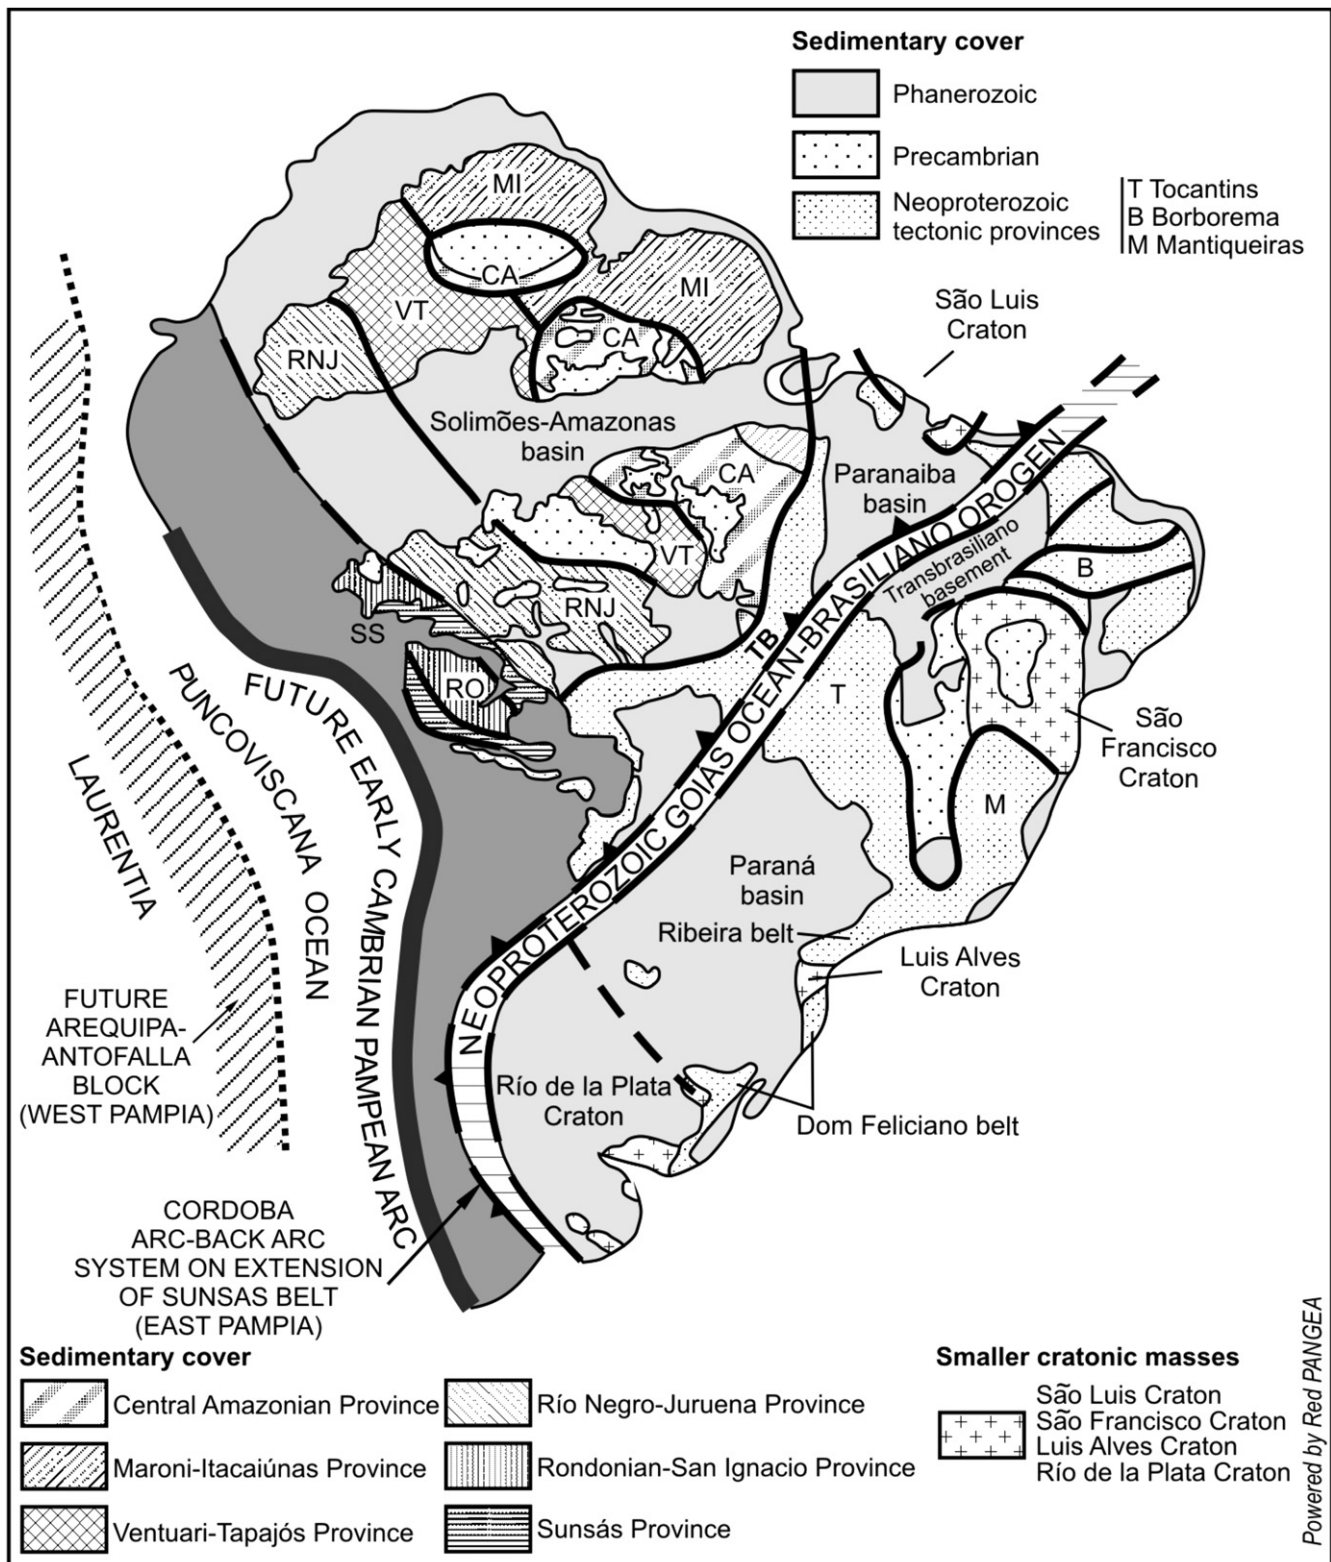 Sedimentary cover
Phanerozoic
Precambrian
Neoproterozoic
tectonic provinces
T Tocantins
B Borborema
M Mantiqueiras
São Luis
Craton
MI
CA
MI
VT
CA
RNJ
Solimões-Amazonas
basin
CA
VT
Paranaiba
basin
NEOPROTEROZOIC GOIAS OCEAN-BRASILIANO OROGEN
Transbrasiliano
basement
B
RNJ
SS
TB
RO
T
São
Francisco
Craton
M
PUNCOVISCANA OCEAN
FUTURE EARLY CAMBRIAN PAMPEAN ARC
LAURENTIA
Paraná
basin
Ribeira belt
Luis Alves
Craton
FUTURE
AREQUIPA-
ANTOFALLA
BLOCK
(WEST PAMPIA)
Río de la Plata
Craton
Dom Feliciano belt
CORDOBA
ARC-BACK ARC
SYSTEM ON EXTENSION
OF SUNSAS BELT
(EAST PAMPIA)
Sedimentary cover
Central Amazonian Province
Maroni-Itacaiúnas Province
Ventuari-Tapajós Province
Río Negro-Juruena Province
Rondonian-San Ignacio Province
Sunsás Province
Smaller cratonic masses
São Luis Craton
São Francisco Craton
Luis Alves Craton
Río de la Plata Craton
Powered by Red PANGEA